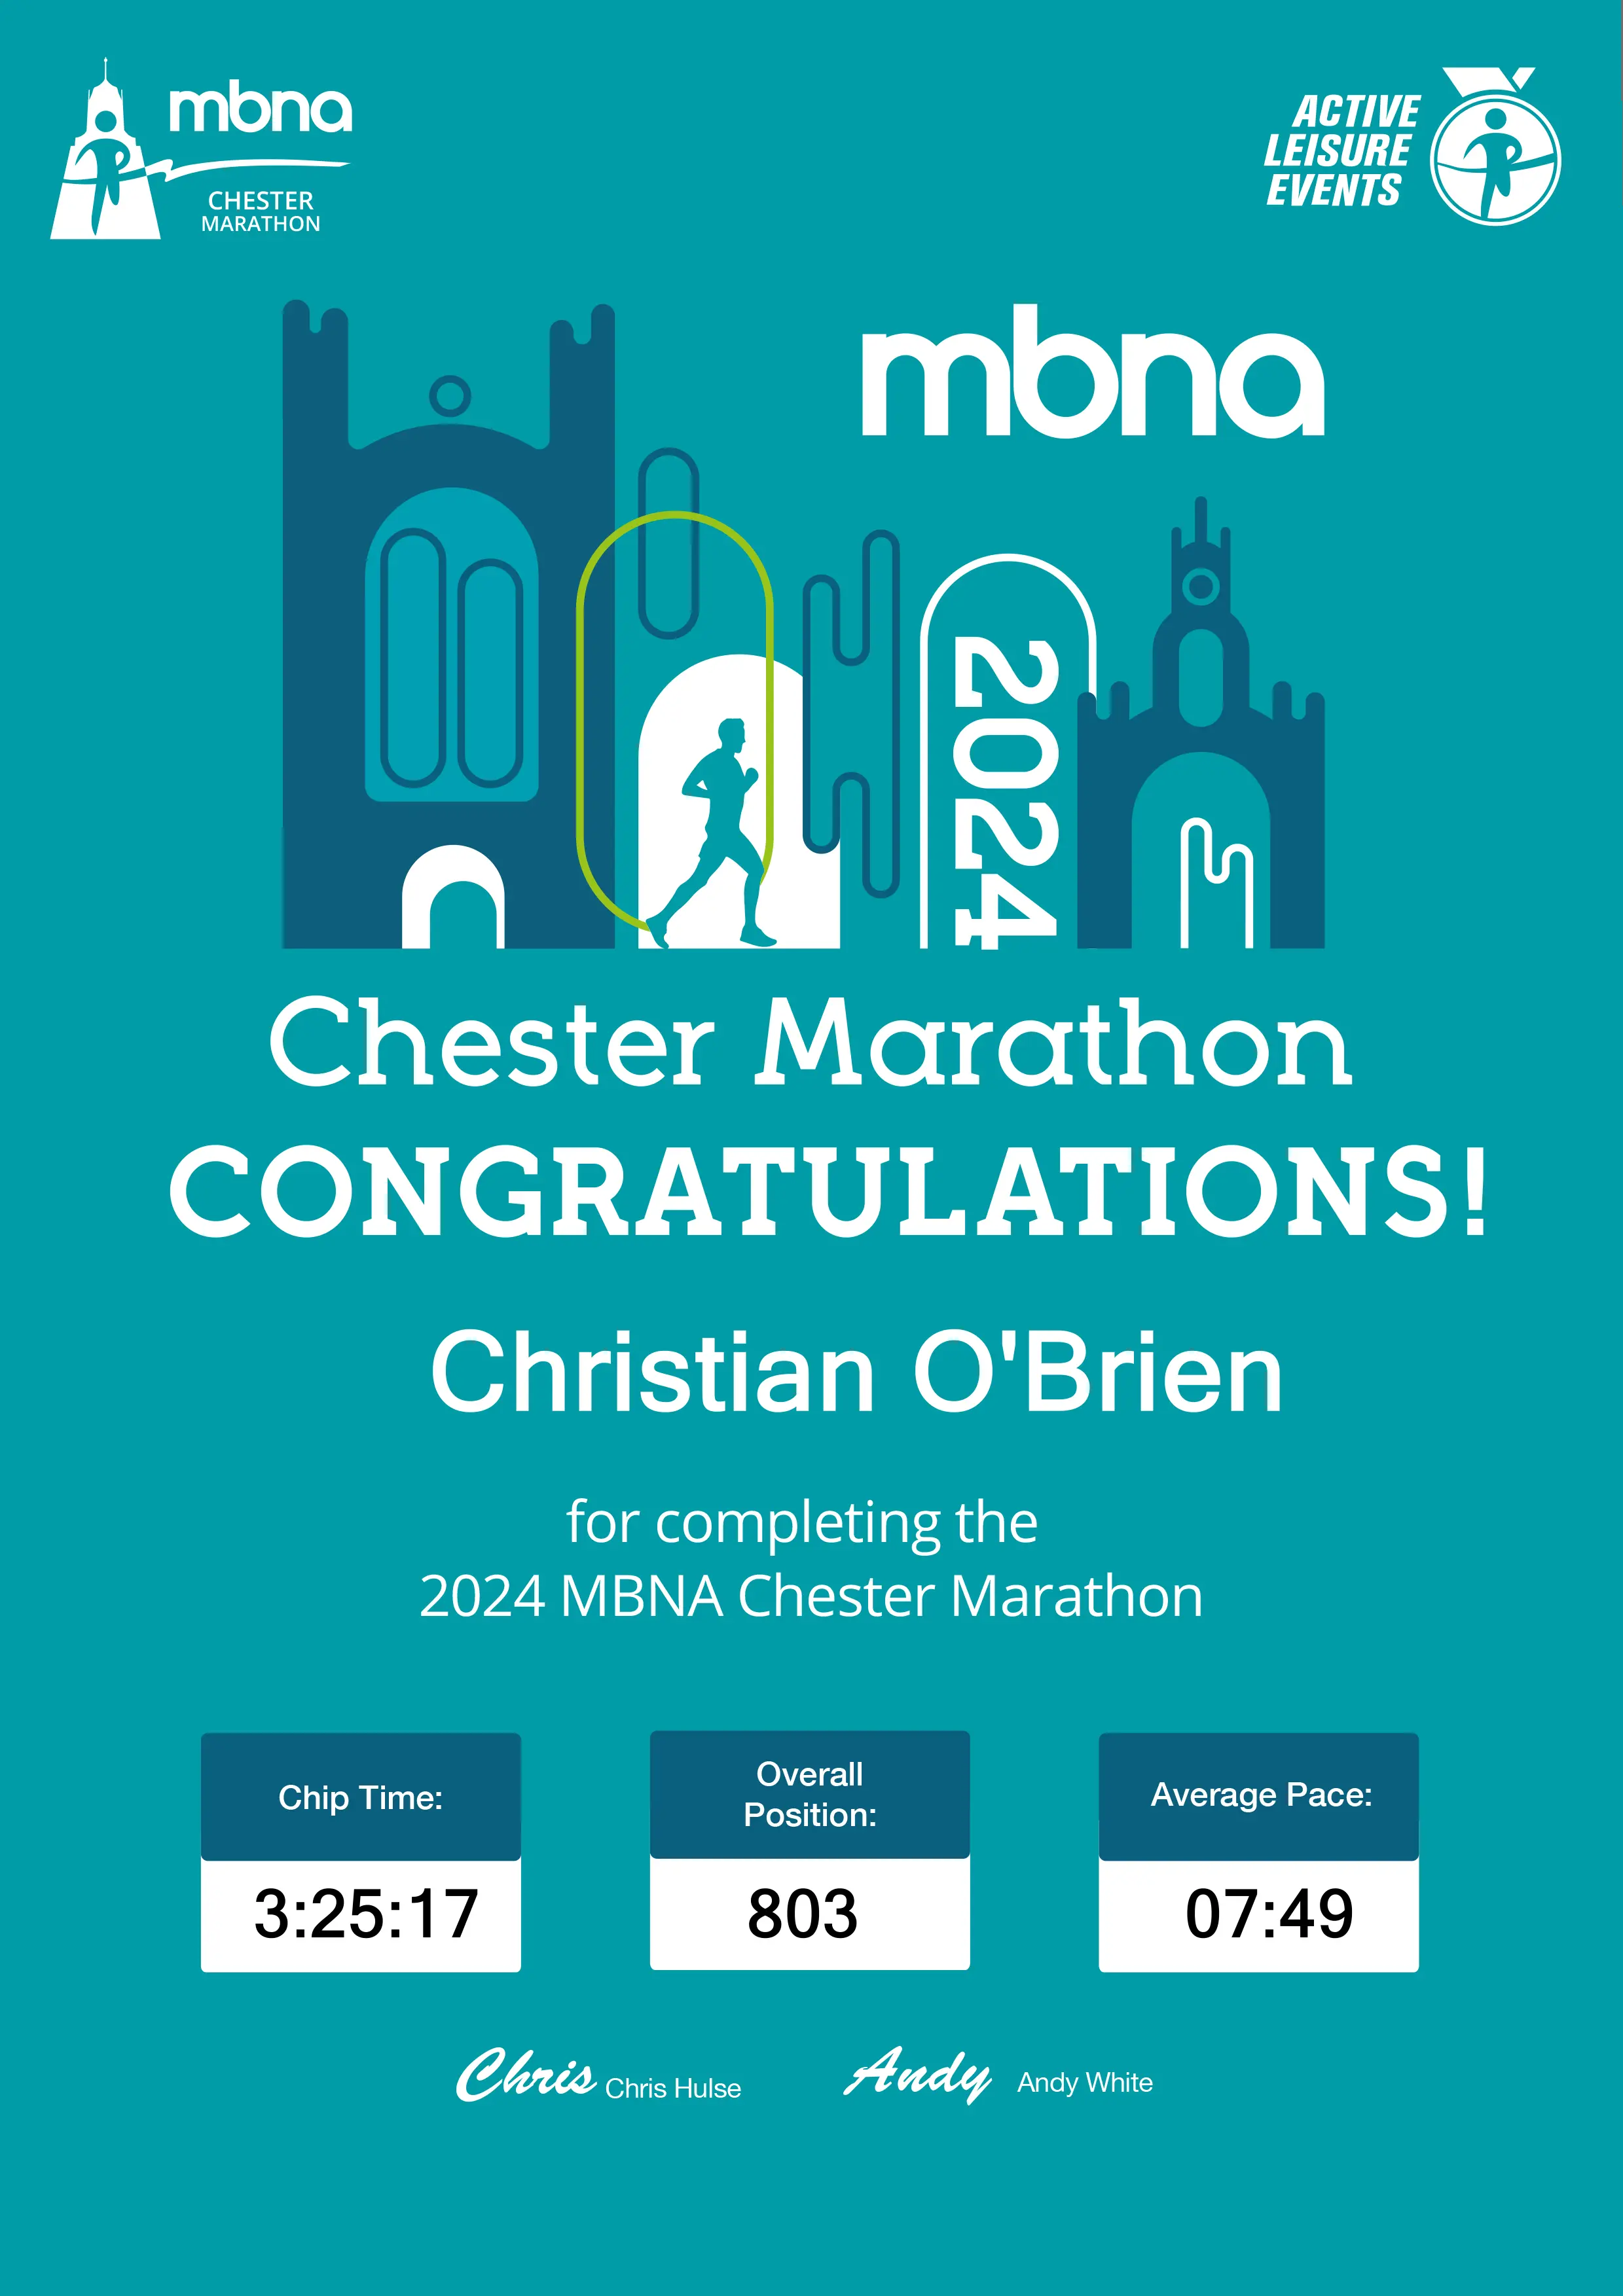 mbna
CHESTER
MARATHON
ACTIVE
LEISURE
EVENTS
mbna
2024
Chester Marathon
CONGRATULATIONS!
Christian O'Brien
for completing the
2024 MBNA Chester Marathon
Chip Time:
3:25:17
Overall
Position:
803
Average Pace:
07:49
Chris Chris Hulse
Andy Andy White